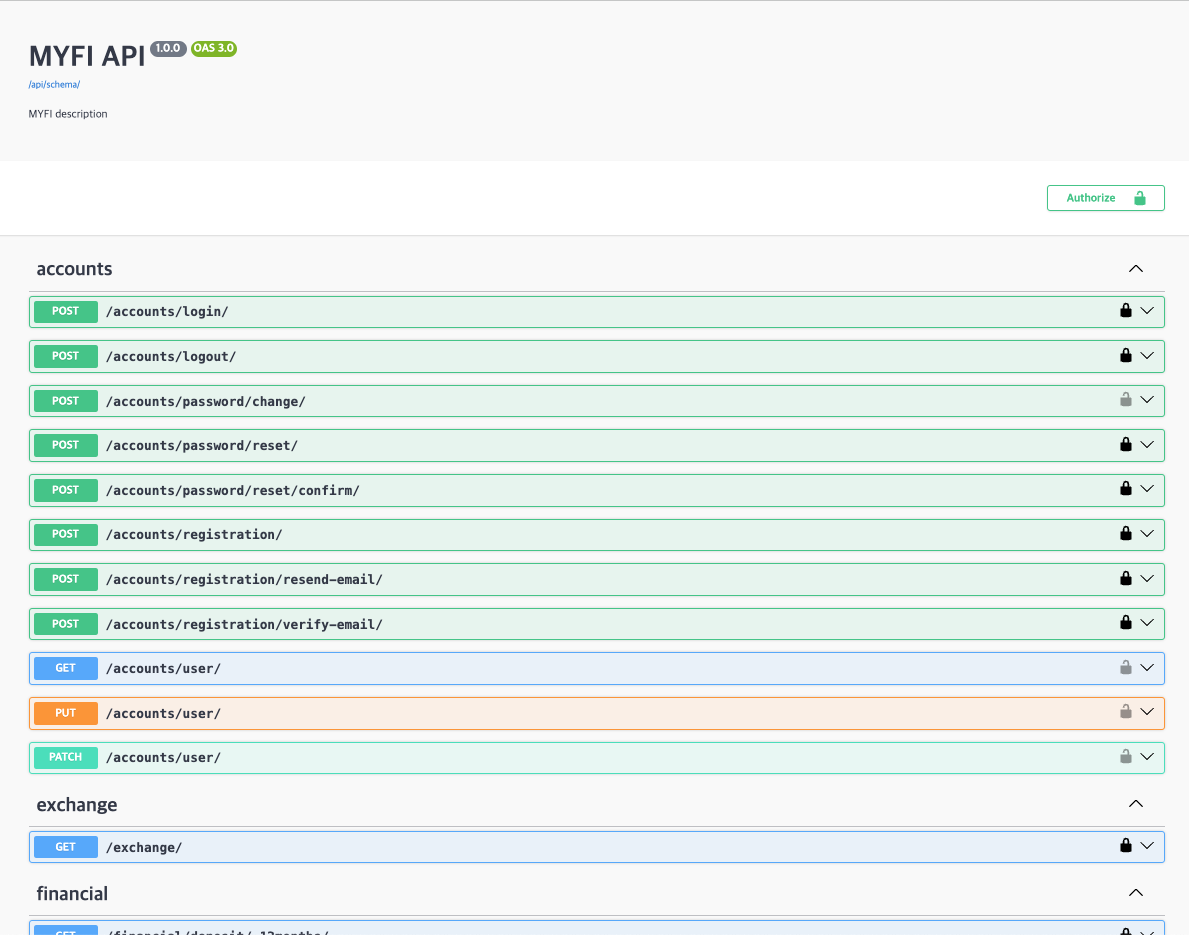 MYFI API 1.0.0 OAS 3.0
/api/schema/
MYFI description
Authorize
accounts
POST /accounts/login/
POST /accounts/logout/
POST /accounts/password/change/
POST /accounts/password/reset/
POST /accounts/password/reset/confirm/
POST /accounts/registration/
POST /accounts/registration/resend-email/
POST /accounts/registration/verify-email/
GET /accounts/user/
PUT /accounts/user/
PATCH /accounts/user/
exchange
GET /exchange/
financial
GET